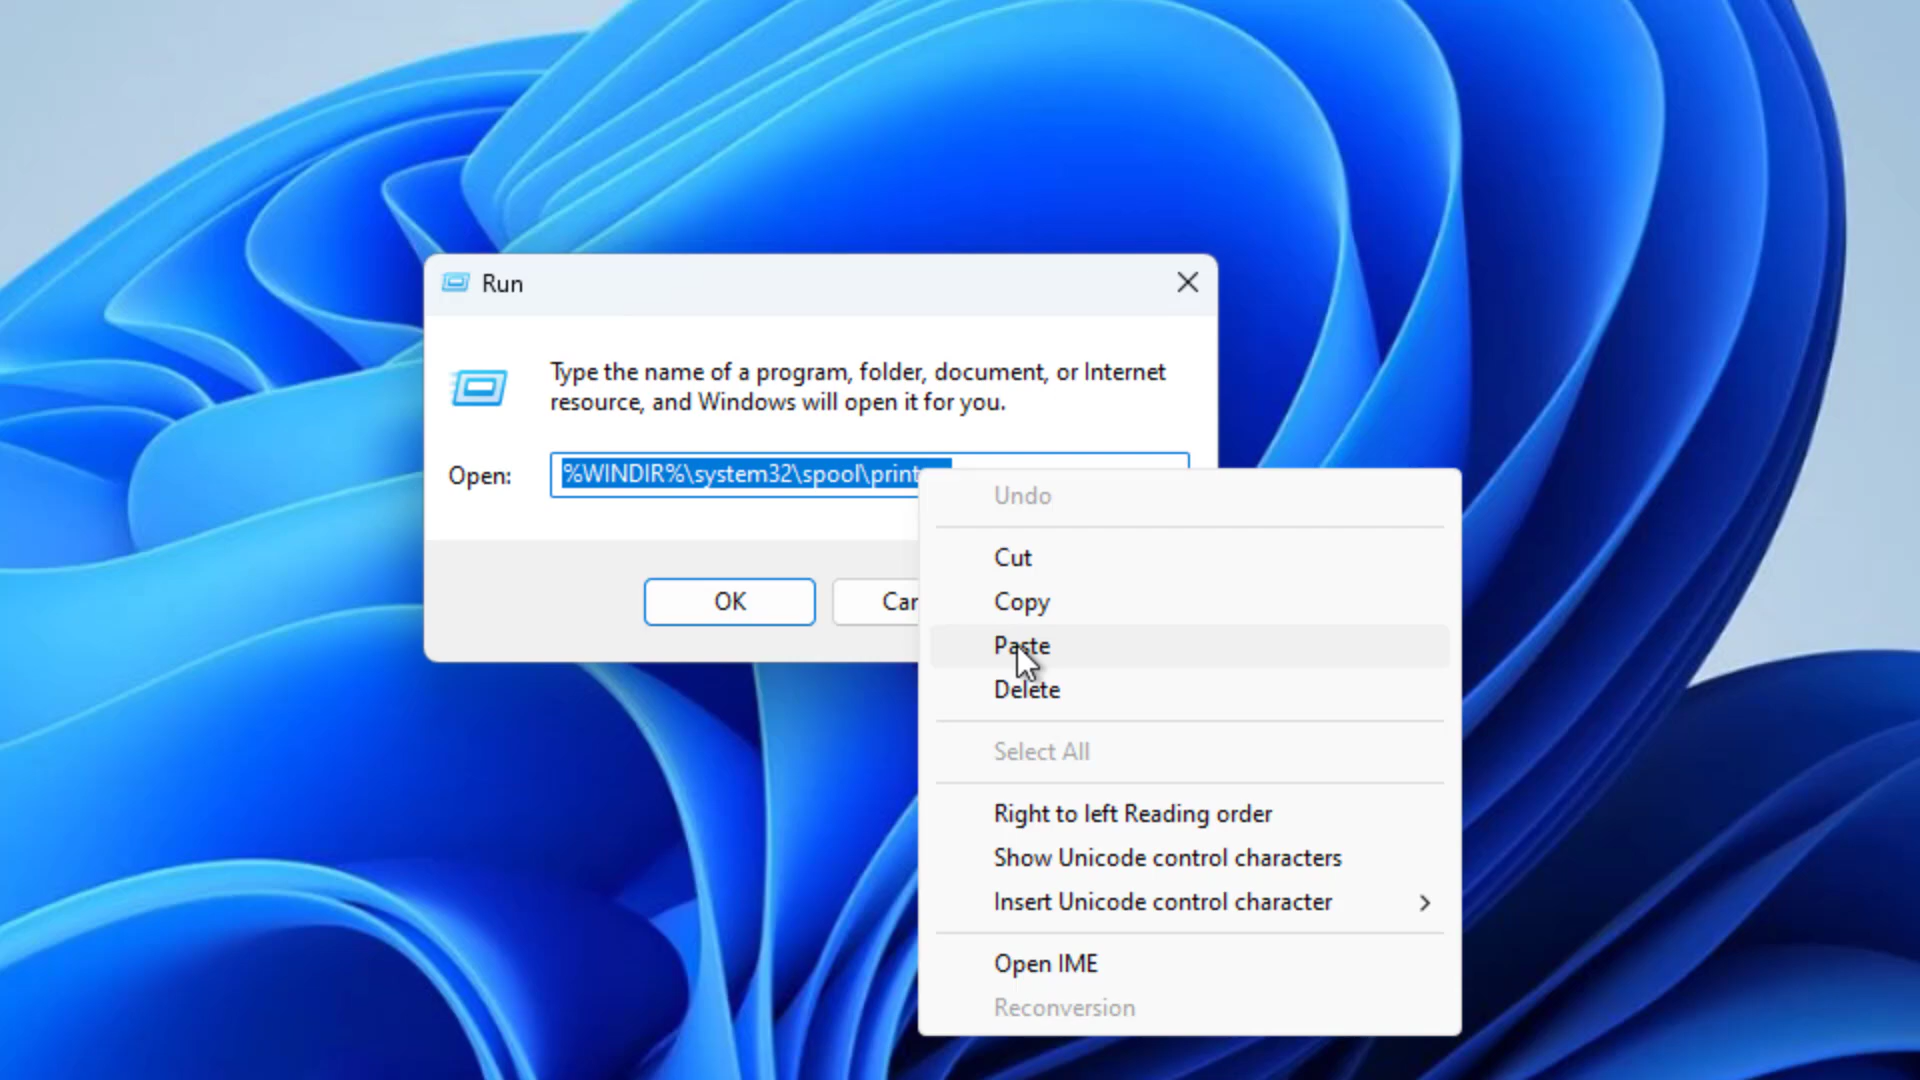 Run
Type the name of a program, folder, document, or Internet
resource, and Windows will open it for you.
Open:
%WINDIR%\system32\spool\print
OK
Can
Undo
Cut
Copy
Paste
Delete
Select All
Right to left Reading order
Show Unicode control characters
Insert Unicode control character
Open IME
Reconversion